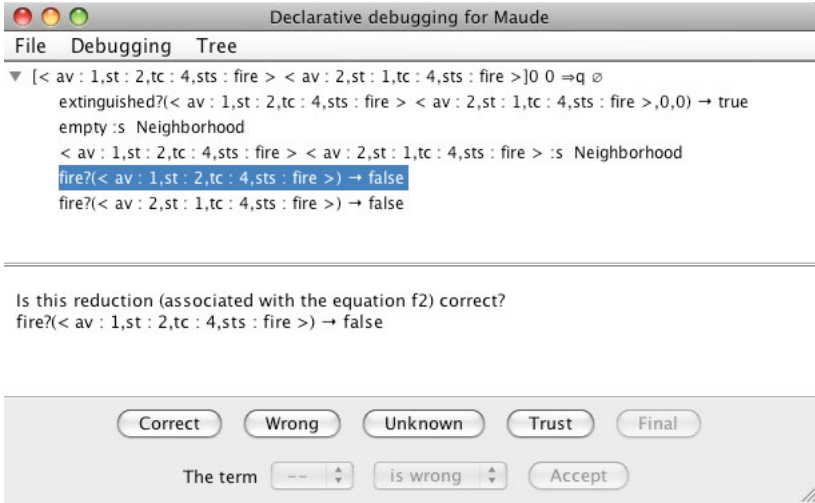 Declarative debugging for Maude
File Debugging Tree
▼ [< av : 1,st : 2,tc : 4,sts : fire > < av : 2,st : 1,tc : 4,sts : fire >]0 0 ⇒q ∅
extinguished?(< av : 1,st : 2,tc : 4,sts : fire > < av : 2,st : 1,tc : 4,sts : fire >,0,0) → true
empty :s Neighborhood
< av : 1,st : 2,tc : 4,sts : fire > < av : 2,st : 1,tc : 4,sts : fire > :s Neighborhood
fire?(< av : 1,st : 2,tc : 4,sts : fire >) → false
fire?(< av : 2,st : 1,tc : 4,sts : fire >) → false
Is this reduction (associated with the equation f2) correct?
fire?(< av : 1,st : 2,tc : 4,sts : fire >) → false
Correct Wrong Unknown Trust Final
The term -- is wrong Accept